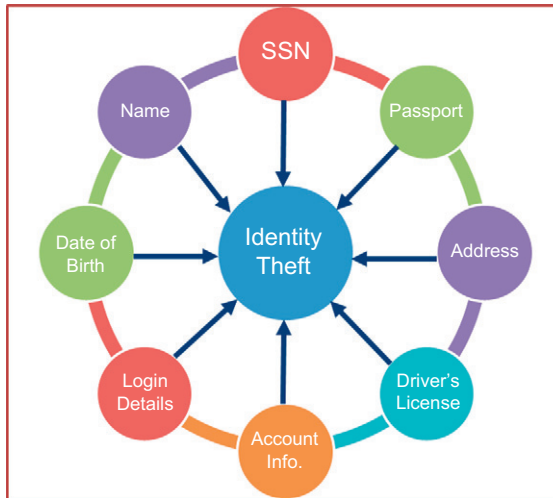 SSN
Passport
Address
Driver's
License
Account
Info.
Login
Details
Date of
Birth
Name
Identity
Theft